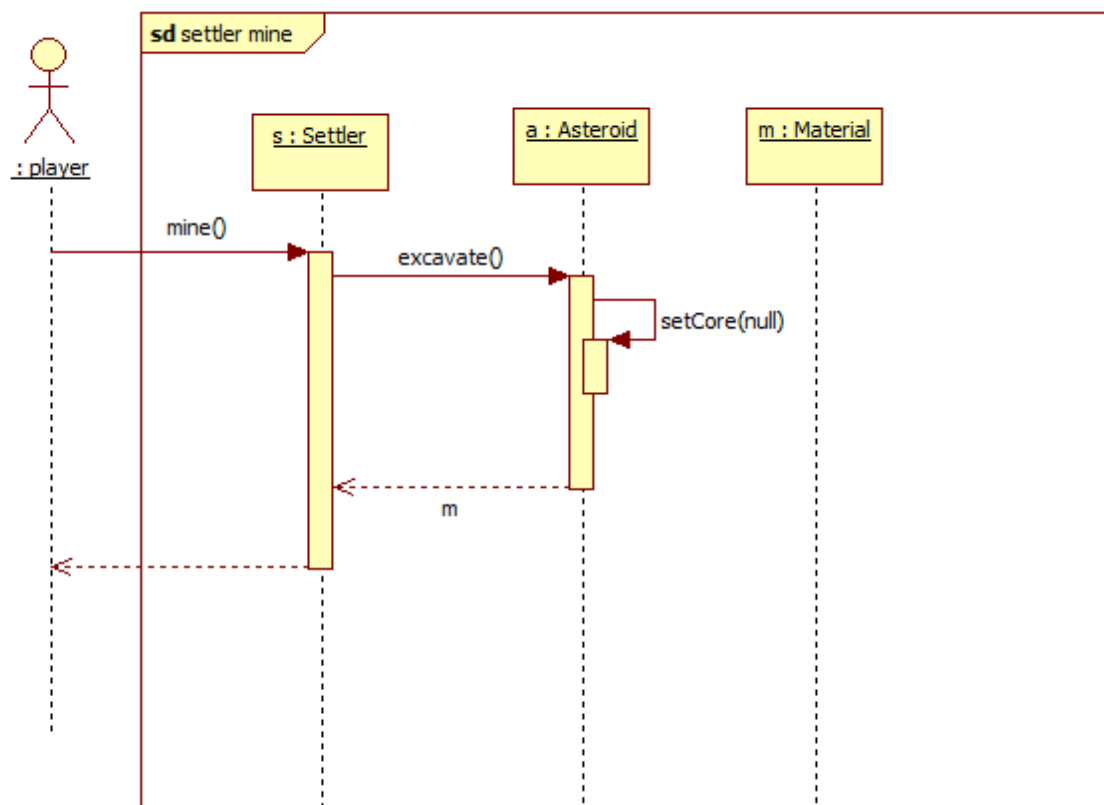 sd settler mine
: player
s : Settler
a : Asteroid
m : Material
mine()
excavate()
setCore(null)
m